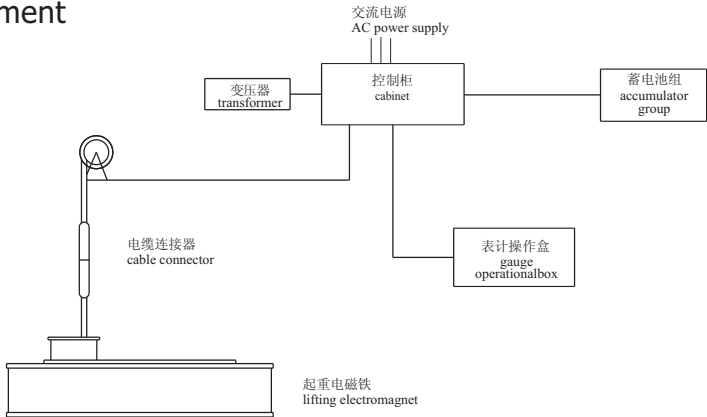 ment
交流电源
AC power supply
控制柜
cabinet
变压器
transformer
蓄电池组
accumulator
group
电缆连接器
cable connector
表计操作盒
gauge
operationalbox
起重电磁铁
lifting electromagnet